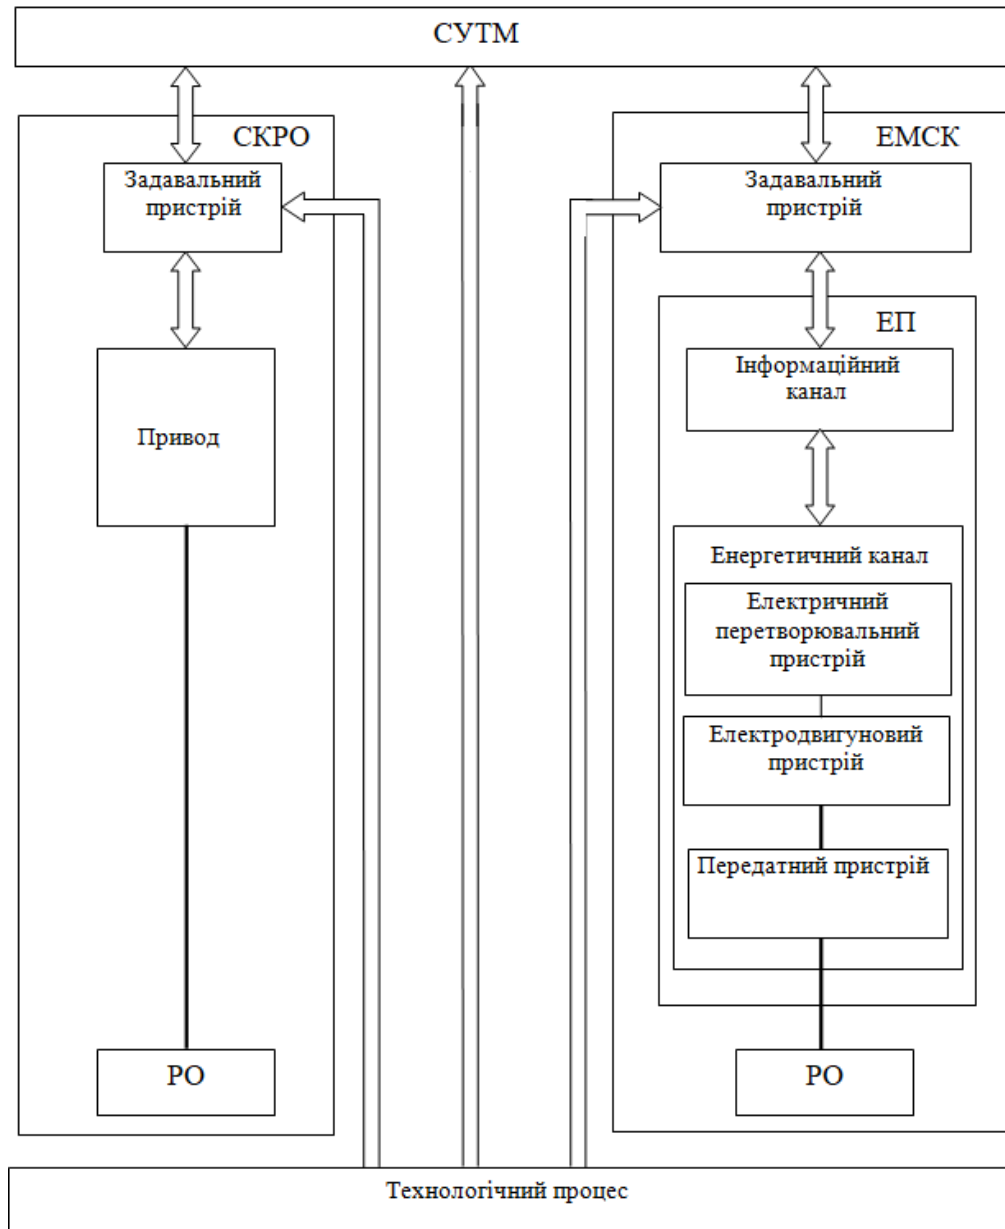 СУТМ
СКРО
Задавальний
пристрій
Привод
РО
ЕМСК
Задавальний
пристрій
ЕП
Інформаційний
канал
Енергетичний канал
Електричний
перетворювальний
пристрій
Електродвигуновий
пристрій
Передатний пристрій
РО
Технологічний процес